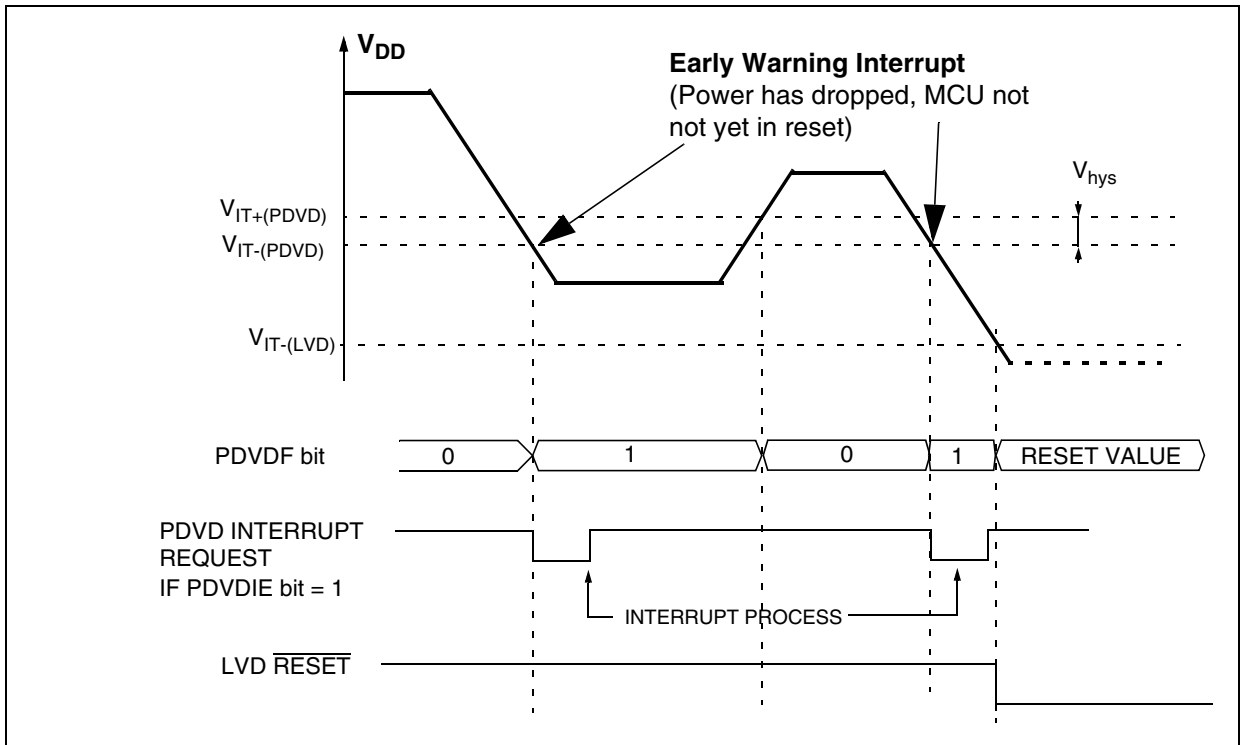 V_DD
Early Warning Interrupt
(Power has dropped, MCU not
not yet in reset)
V_hys
V_IT+(PDVD)
V_IT-(PDVD)
V_IT-(LVD)
PDVDF bit
0
1
0
1
RESET VALUE
PDVD INTERRUPT
REQUEST
IF PDVDIE bit = 1
INTERRUPT PROCESS
LVD RESET